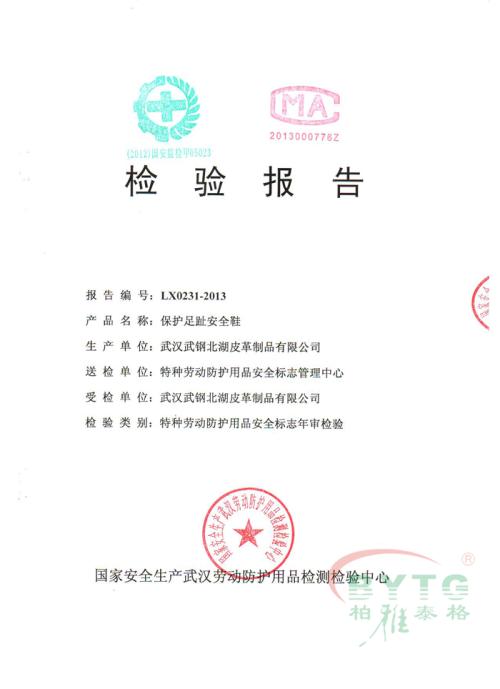 CMA
2013000776Z
(2012)国安监检甲05023
检验报告
报告编号：LX0231-2013
产品名称：保护足趾安全鞋
生产单位：武汉武钢北湖皮革制品有限公司
送检单位：特种劳动防护用品安全标志管理中心
受检单位：武汉武钢北湖皮革制品有限公司
检验类别：特种劳动防护用品安全标志年审检验
国家安全生产武汉劳动防护用品检测检验中心
国家安全生产武汉劳动防护用品检测检验中心
BYTG®
柏雅泰格